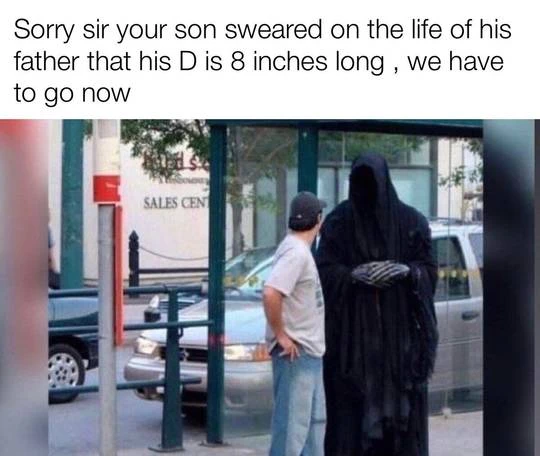 Sorry sir your son sweared on the life of his
father that his D is 8 inches long , we have
to go now
SALES CENT